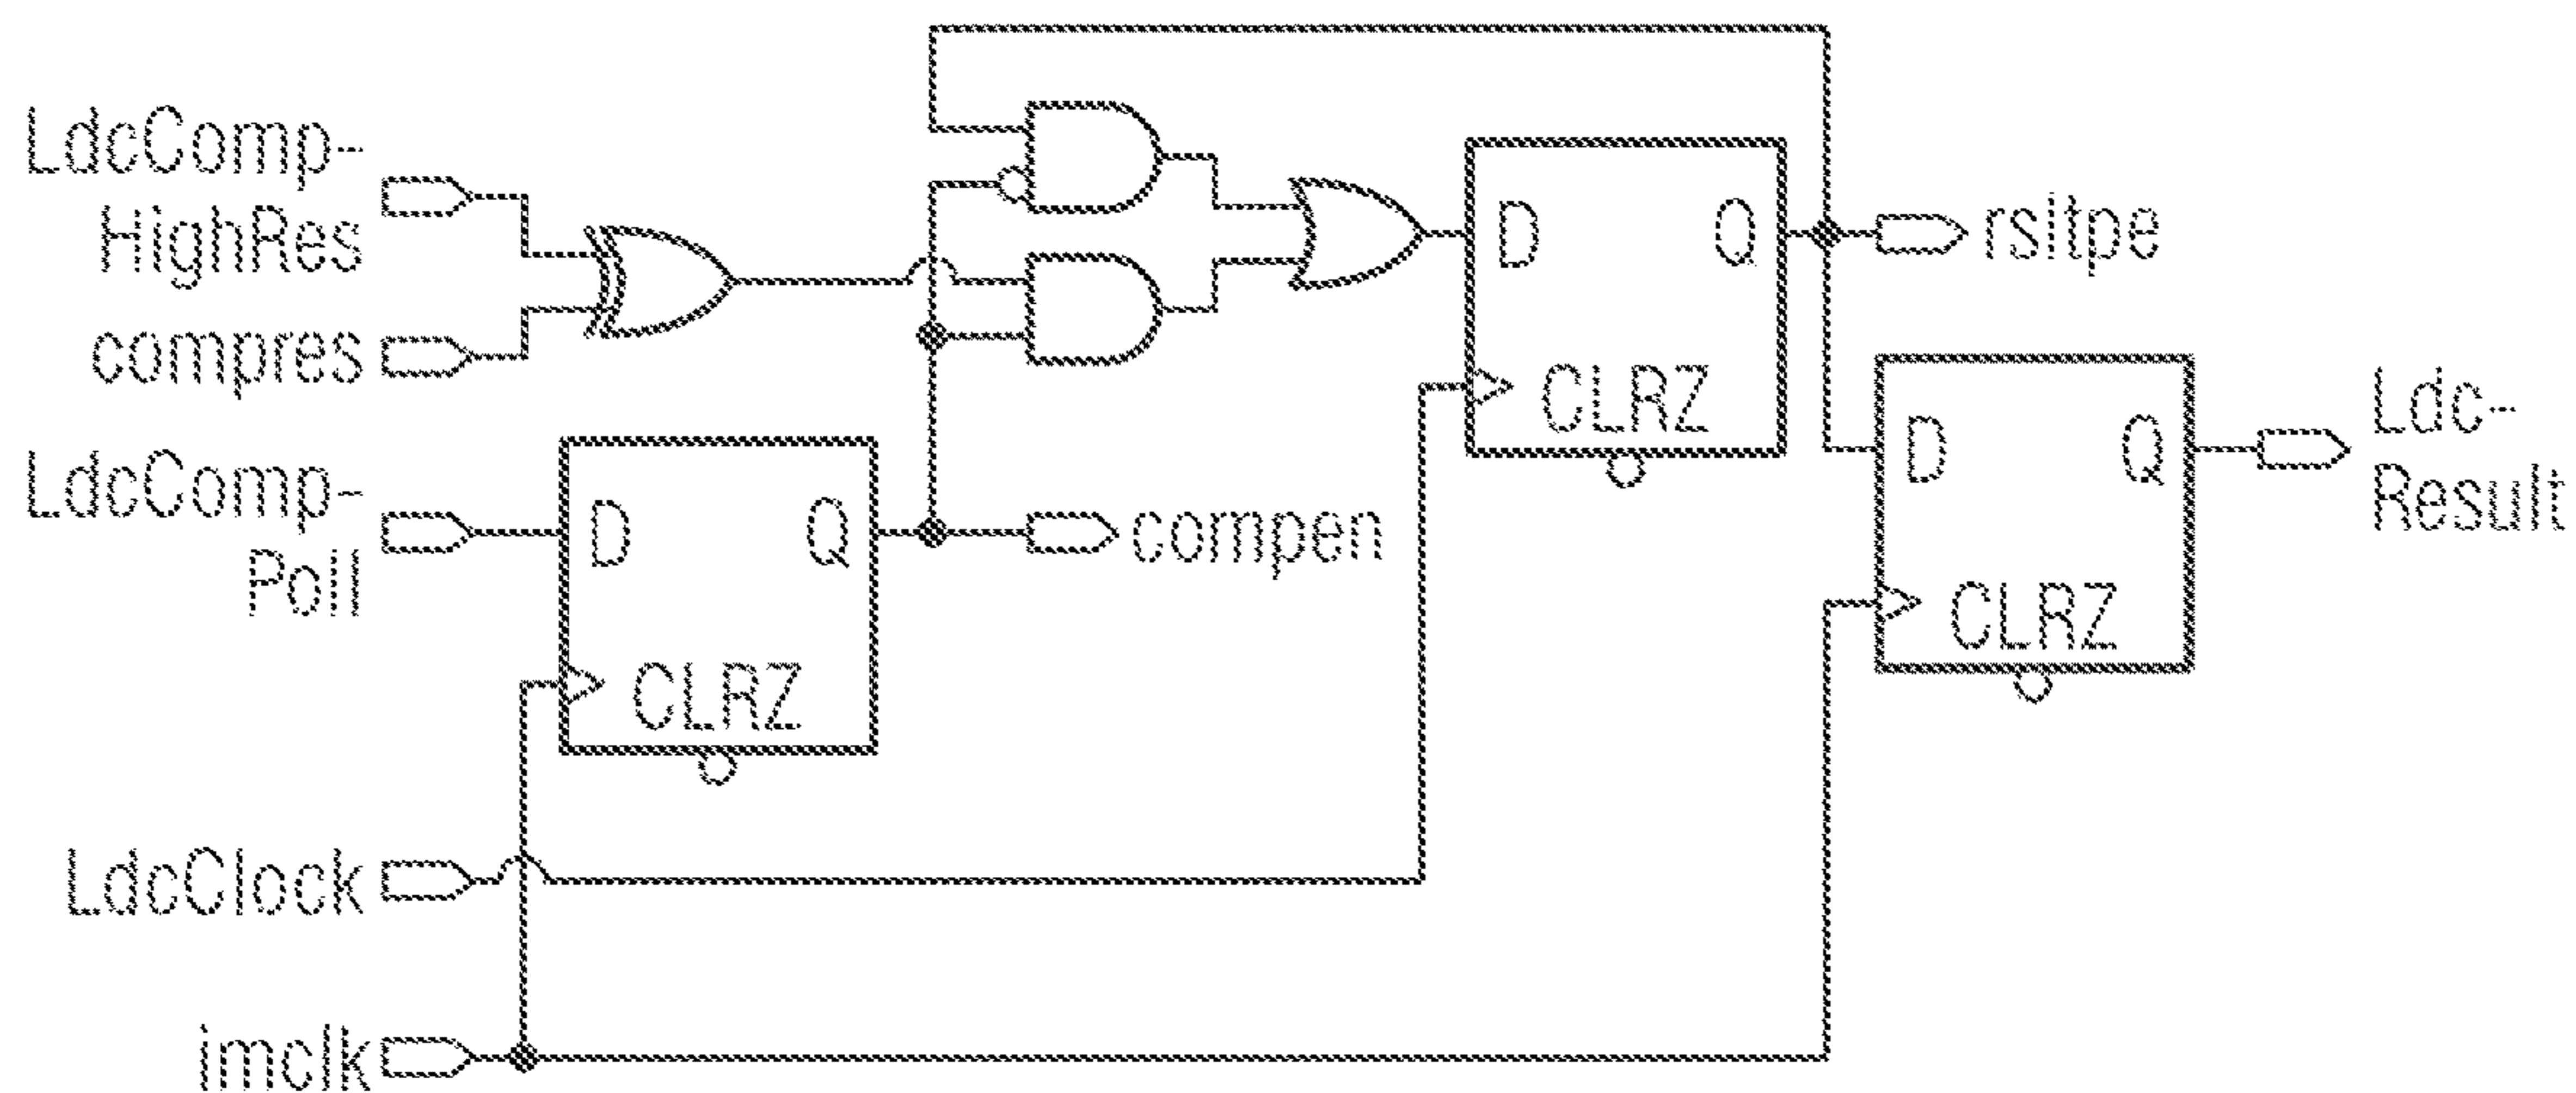 LdcComp-
HighRes
compres
LdcComp-
Poll
LdcClock
imclk
D
Q
CLRZ
compen
D
Q
CLRZ
rsltpe
D
Q
CLRZ
Ldc-
Result